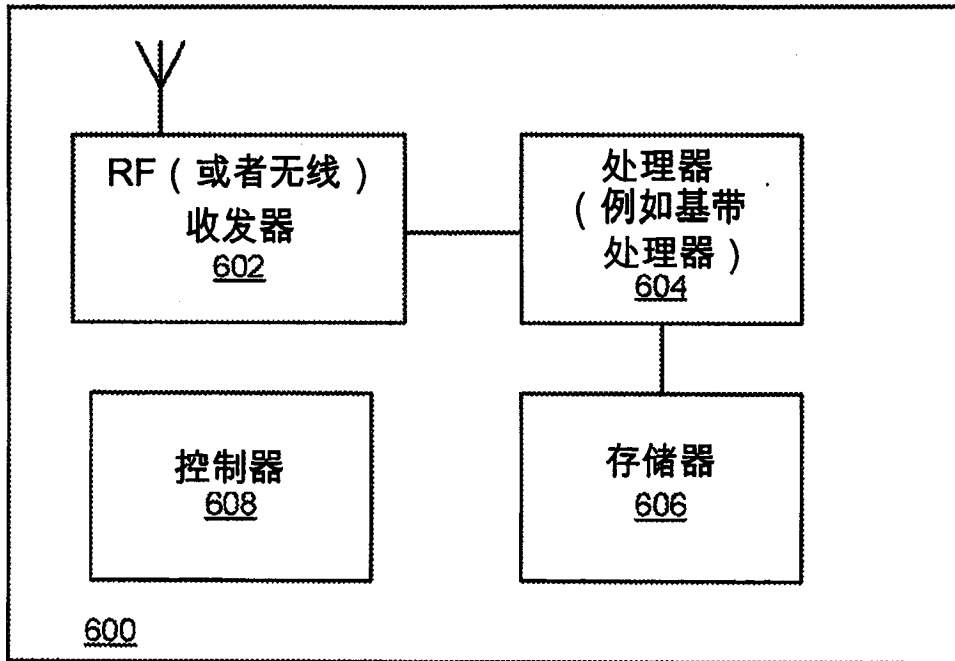 RF（或者无线）
收发器
602
处理器
（例如基带
处理器）
604
控制器
608
存储器
606
600